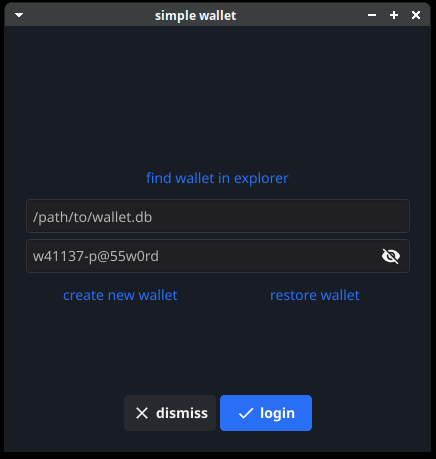 simple wallet
find wallet in explorer
/path/to/wallet.db
w41137-p@55w0rd
create new wallet restore wallet
dismiss login